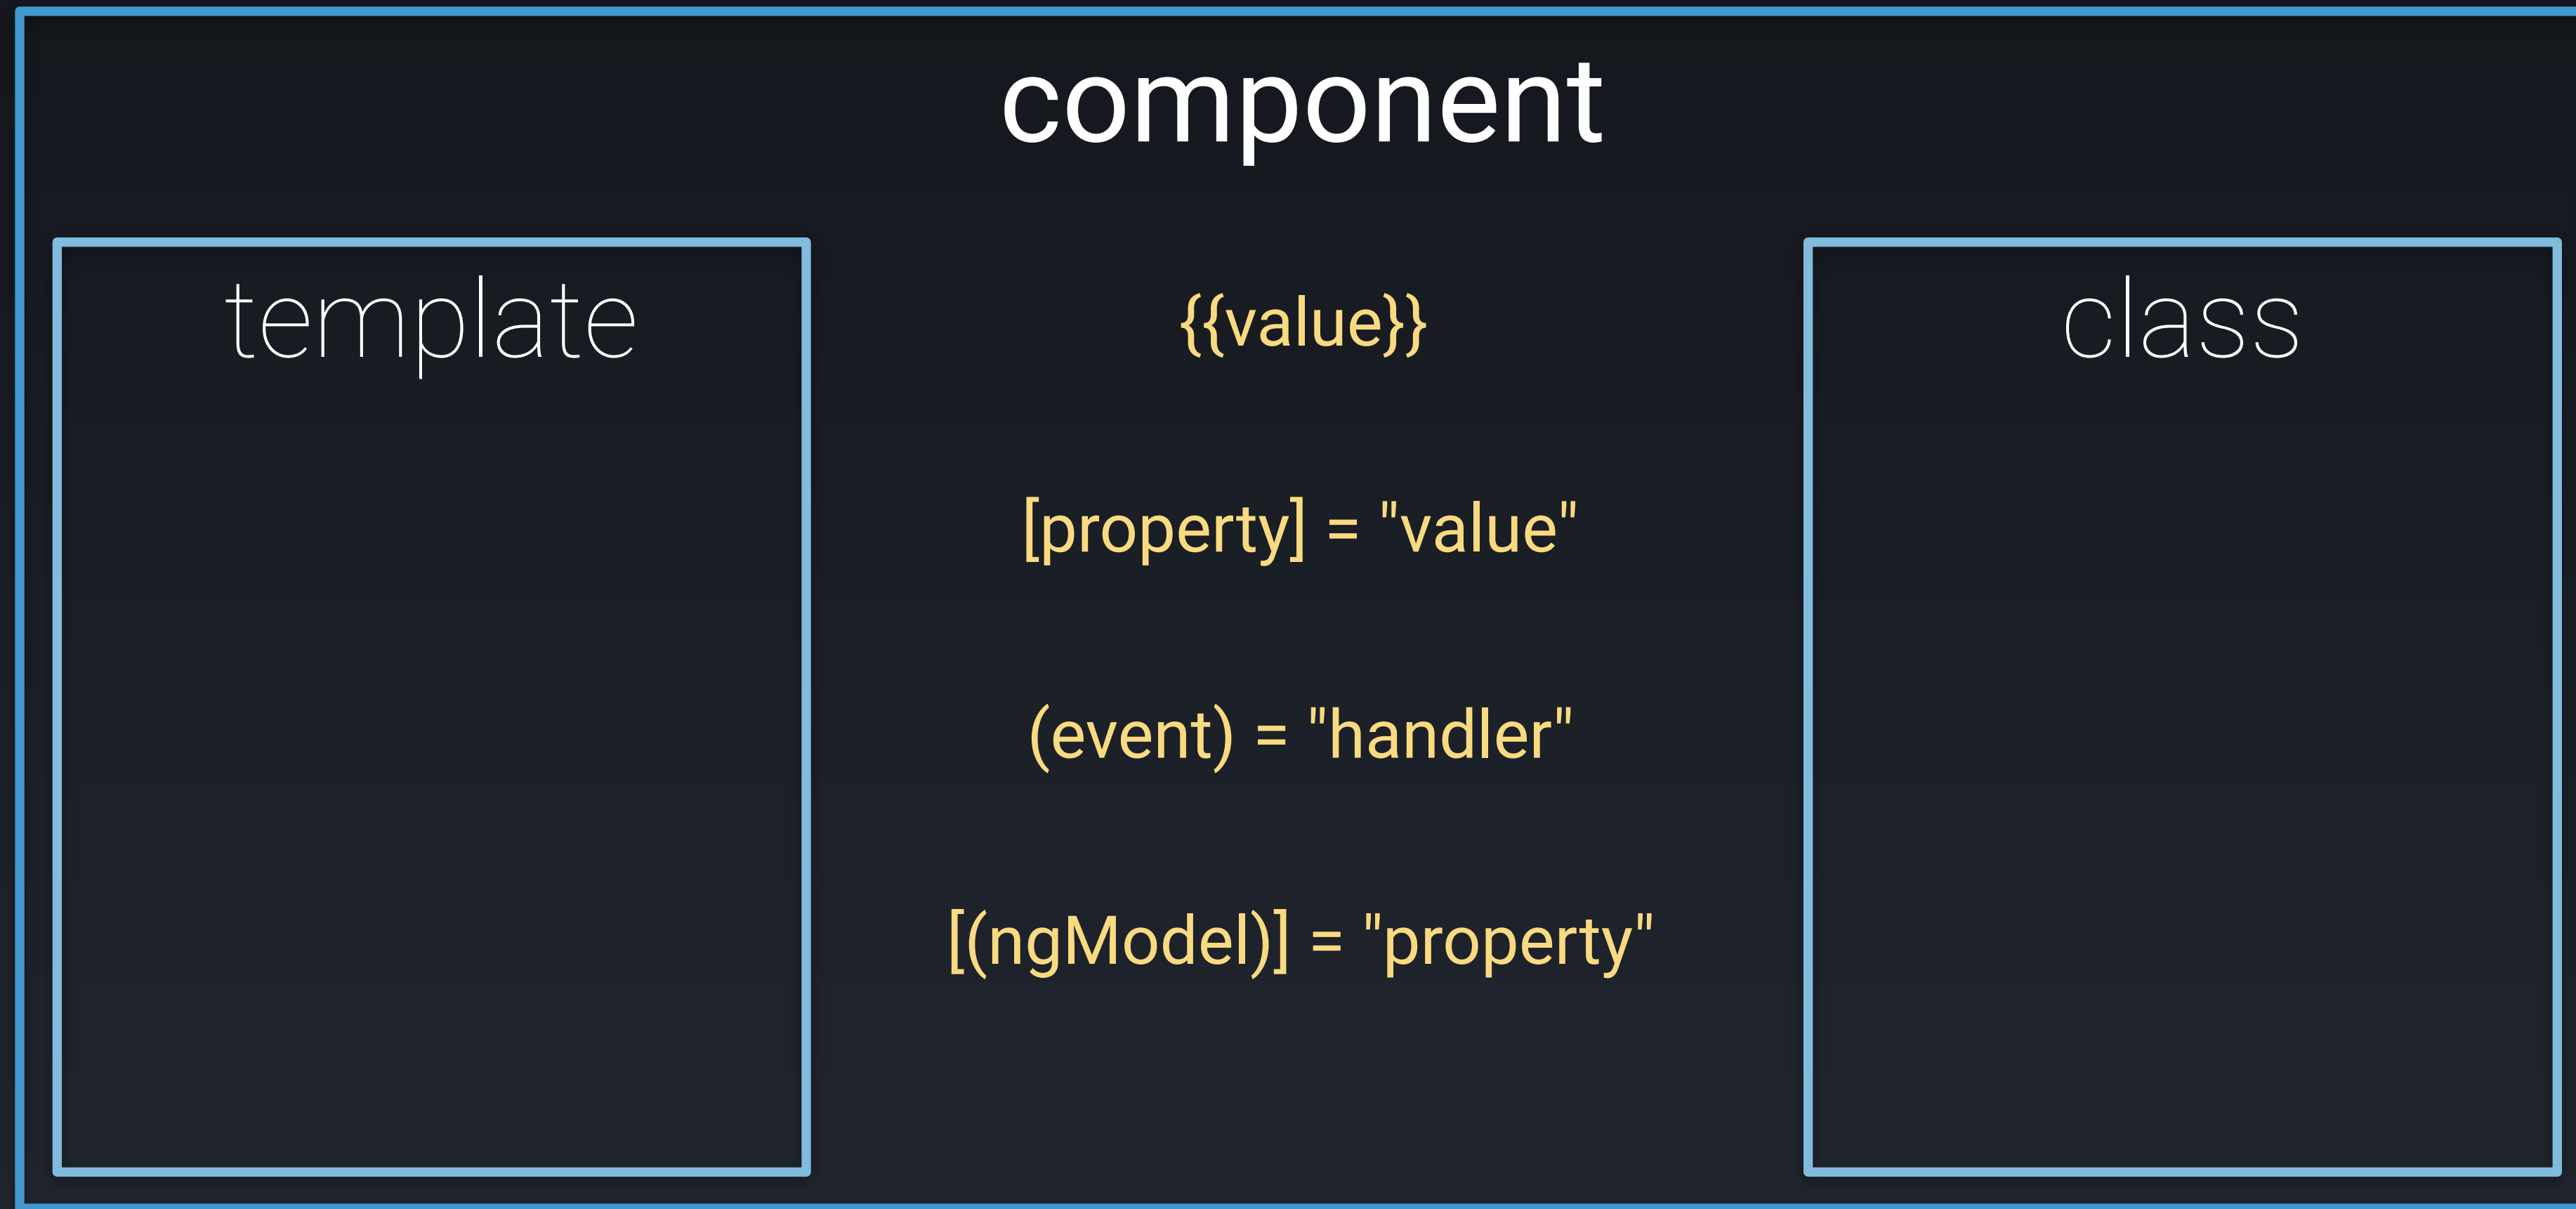 component
template
{{value}}
class
[property] = "value"
(event) = "handler"
[(ngModel)] = "property"